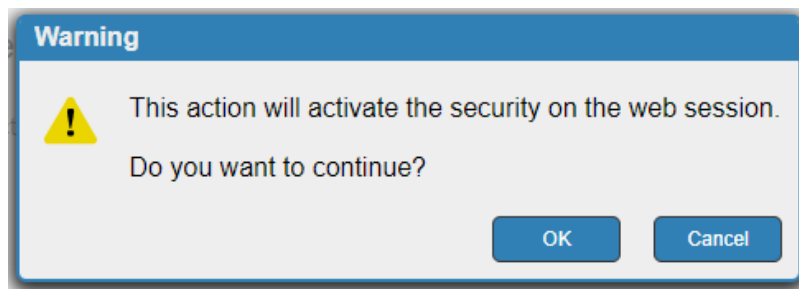 Warning
This action will activate the security on the web session.
Do you want to continue?
OK
Cancel